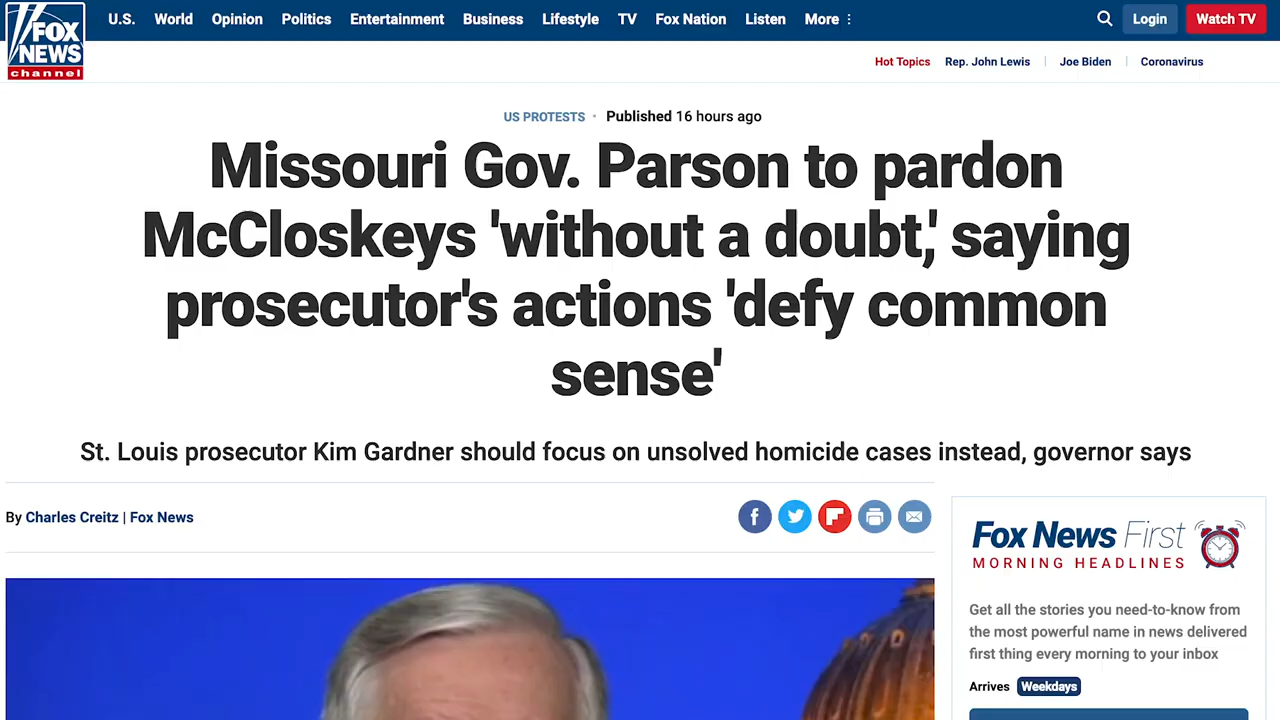 FOX
NEWS
channel
U.S. World Opinion Politics Entertainment Business Lifestyle TV Fox Nation Listen More
Login
Watch TV
Hot Topics Rep. John Lewis Joe Biden Coronavirus
US PROTESTS · Published 16 hours ago
Missouri Gov. Parson to pardon
McCloskeys 'without a doubt,' saying
prosecutor's actions 'defy common
sense'
St. Louis prosecutor Kim Gardner should focus on unsolved homicide cases instead, governor says
By Charles Creitz | Fox News
Fox News First
MORNING HEADLINES
Get all the stories you need-to-know from
the most powerful name in news delivered
first thing every morning to your inbox
Arrives Weekdays